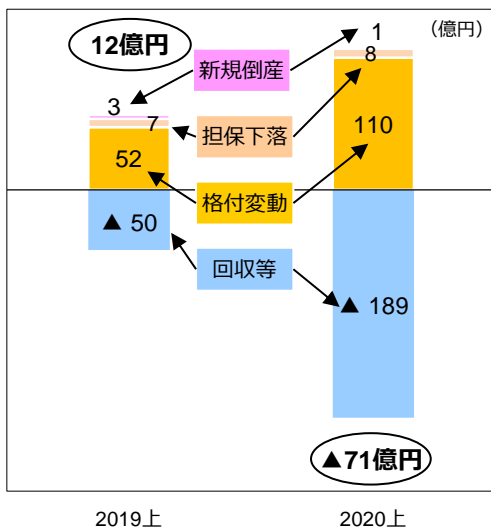 12億円
1
（億円）
新規倒産
3
8
7
担保下落
110
52
格付変動
▲ 50
回収等
▲ 189
▲71億円
2019上
2020上